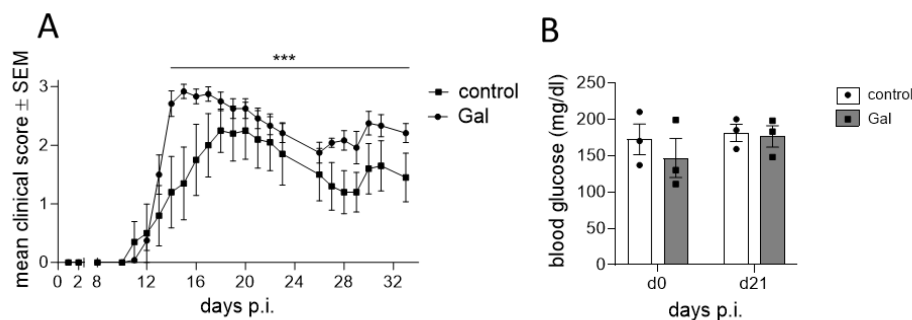 A
mean clinical score ± SEM
3
2
1
0
***
control
Gal
0 2 8 12 16 20 24 28 32
days p.i.
B
blood glucose (mg/dl)
250
200
150
100
50
0
control
Gal
d0 d21
days p.i.